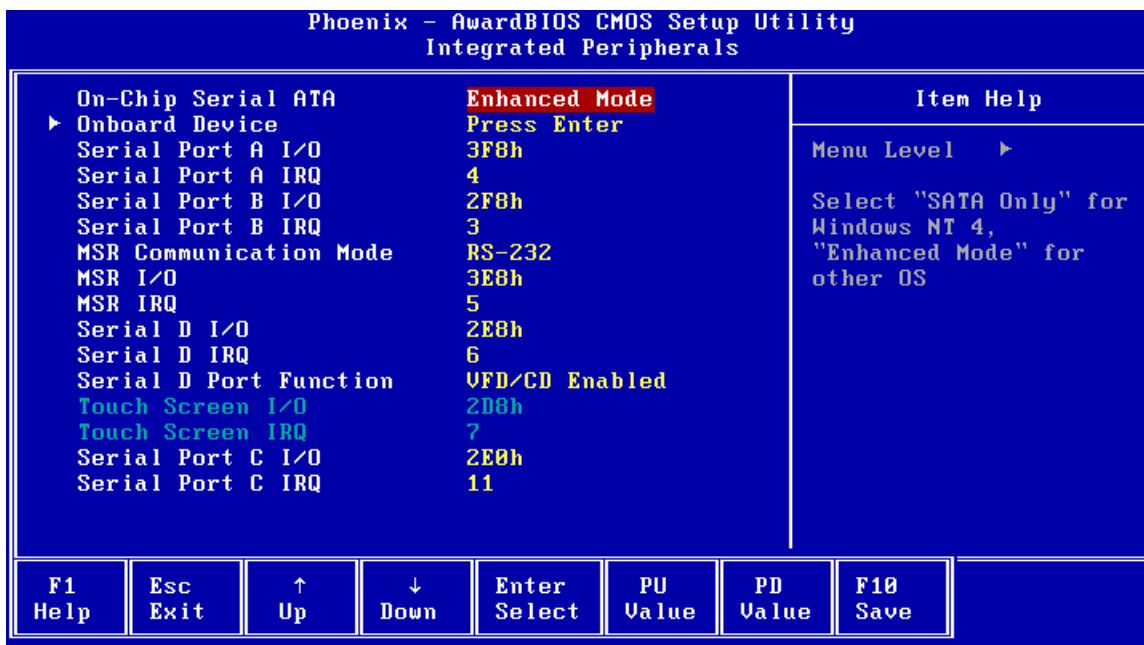 Phoenix - AwardBIOS CMOS Setup Utility
Integrated Peripherals
On-Chip Serial ATA Enhanced Mode
► Onboard Device Press Enter
Serial Port A I/O 3F8h
Serial Port A IRQ 4
Serial Port B I/O 2F8h
Serial Port B IRQ 3
MSR Communication Mode RS-232
MSR I/O 3E8h
MSR IRQ 5
Serial D I/O 2E8h
Serial D IRQ 6
Serial D Port Function VFD/CD Enabled
Touch Screen I/O 2D8h
Touch Screen IRQ 7
Serial Port C I/O 2E0h
Serial Port C IRQ 11
Item Help
Menu Level ►
Select "SATA Only" for
Windows NT 4,
"Enhanced Mode" for
other OS
F1 Esc ↑ ↓ Enter PU PD F10
Help Exit Up Down Select Value Value Save